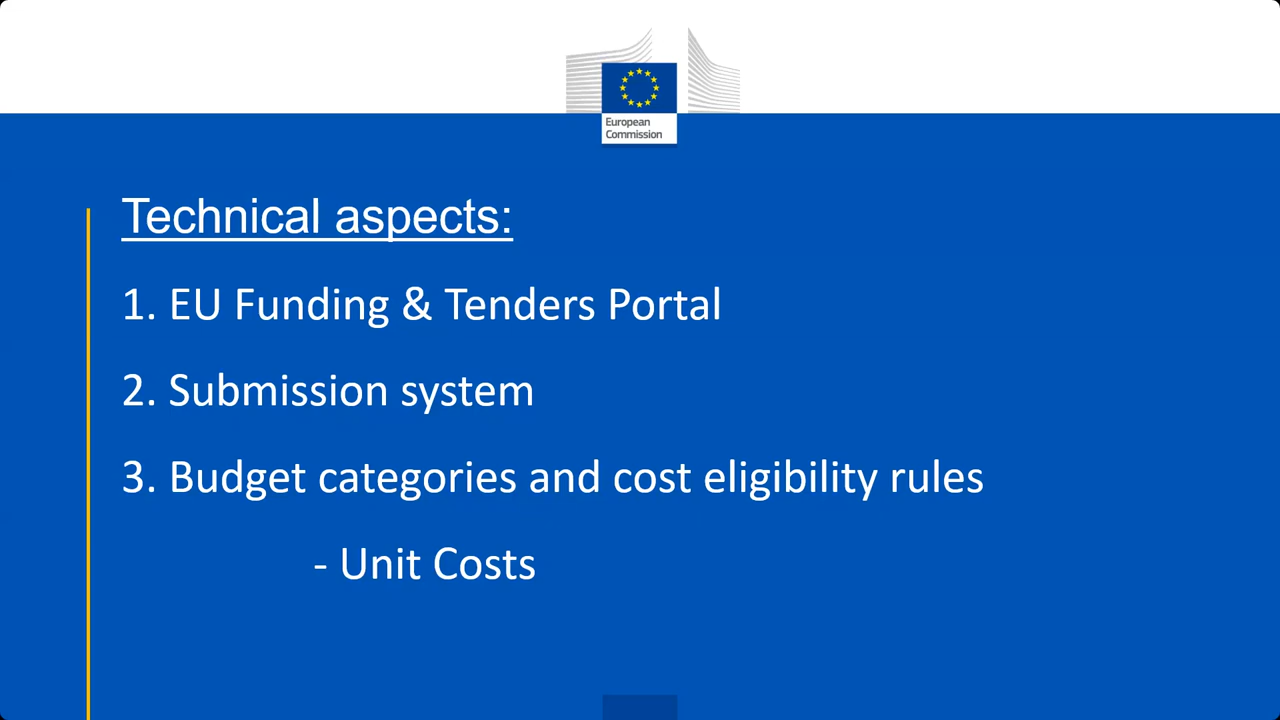 European
Commission
Technical aspects:
1. EU Funding & Tenders Portal
2. Submission system
3. Budget categories and cost eligibility rules
- Unit Costs